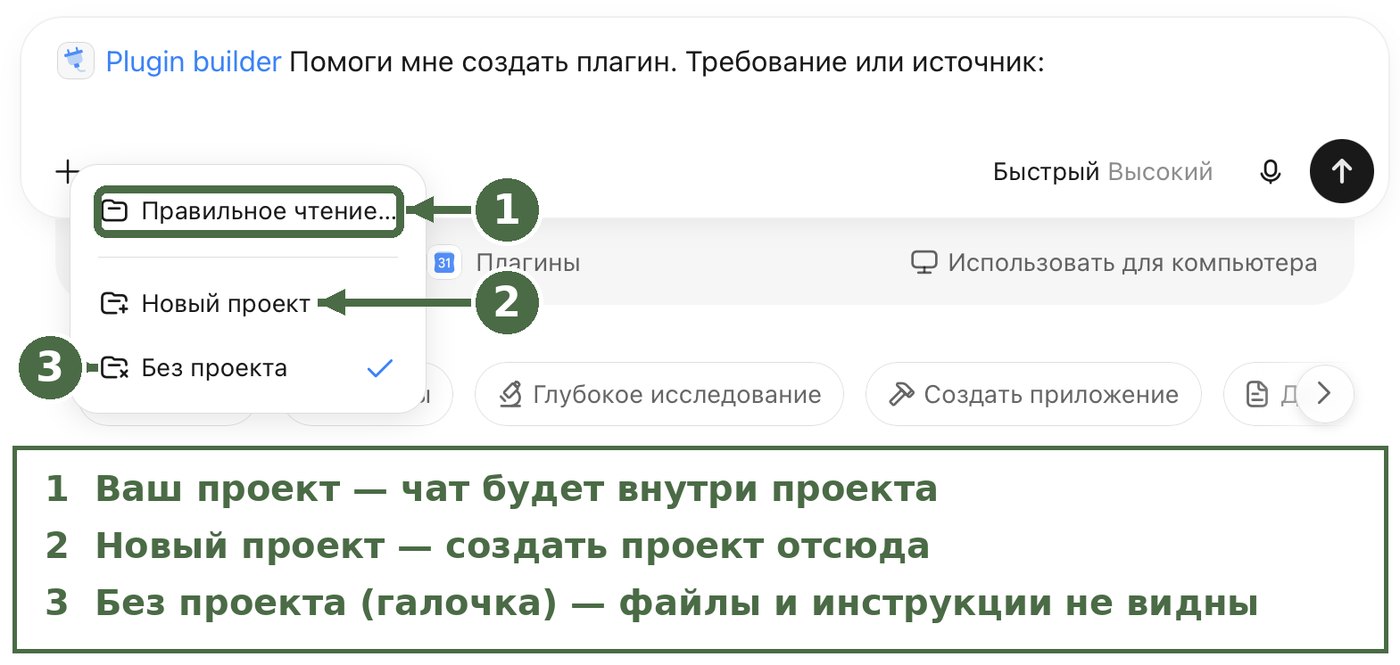 Plugin builder Помоги мне создать плагин. Требование или источник:
Быстрый Высокий
Правильное чтение...
1
31
Плагины
Использовать для компьютера
Новый проект
2
3
Без проекта
ы
Глубокое исследование
Создать приложение
Д
1 Ваш проект — чат будет внутри проекта
2 Новый проект — создать проект отсюда
3 Без проекта (галочка) — файлы и инструкции не видны